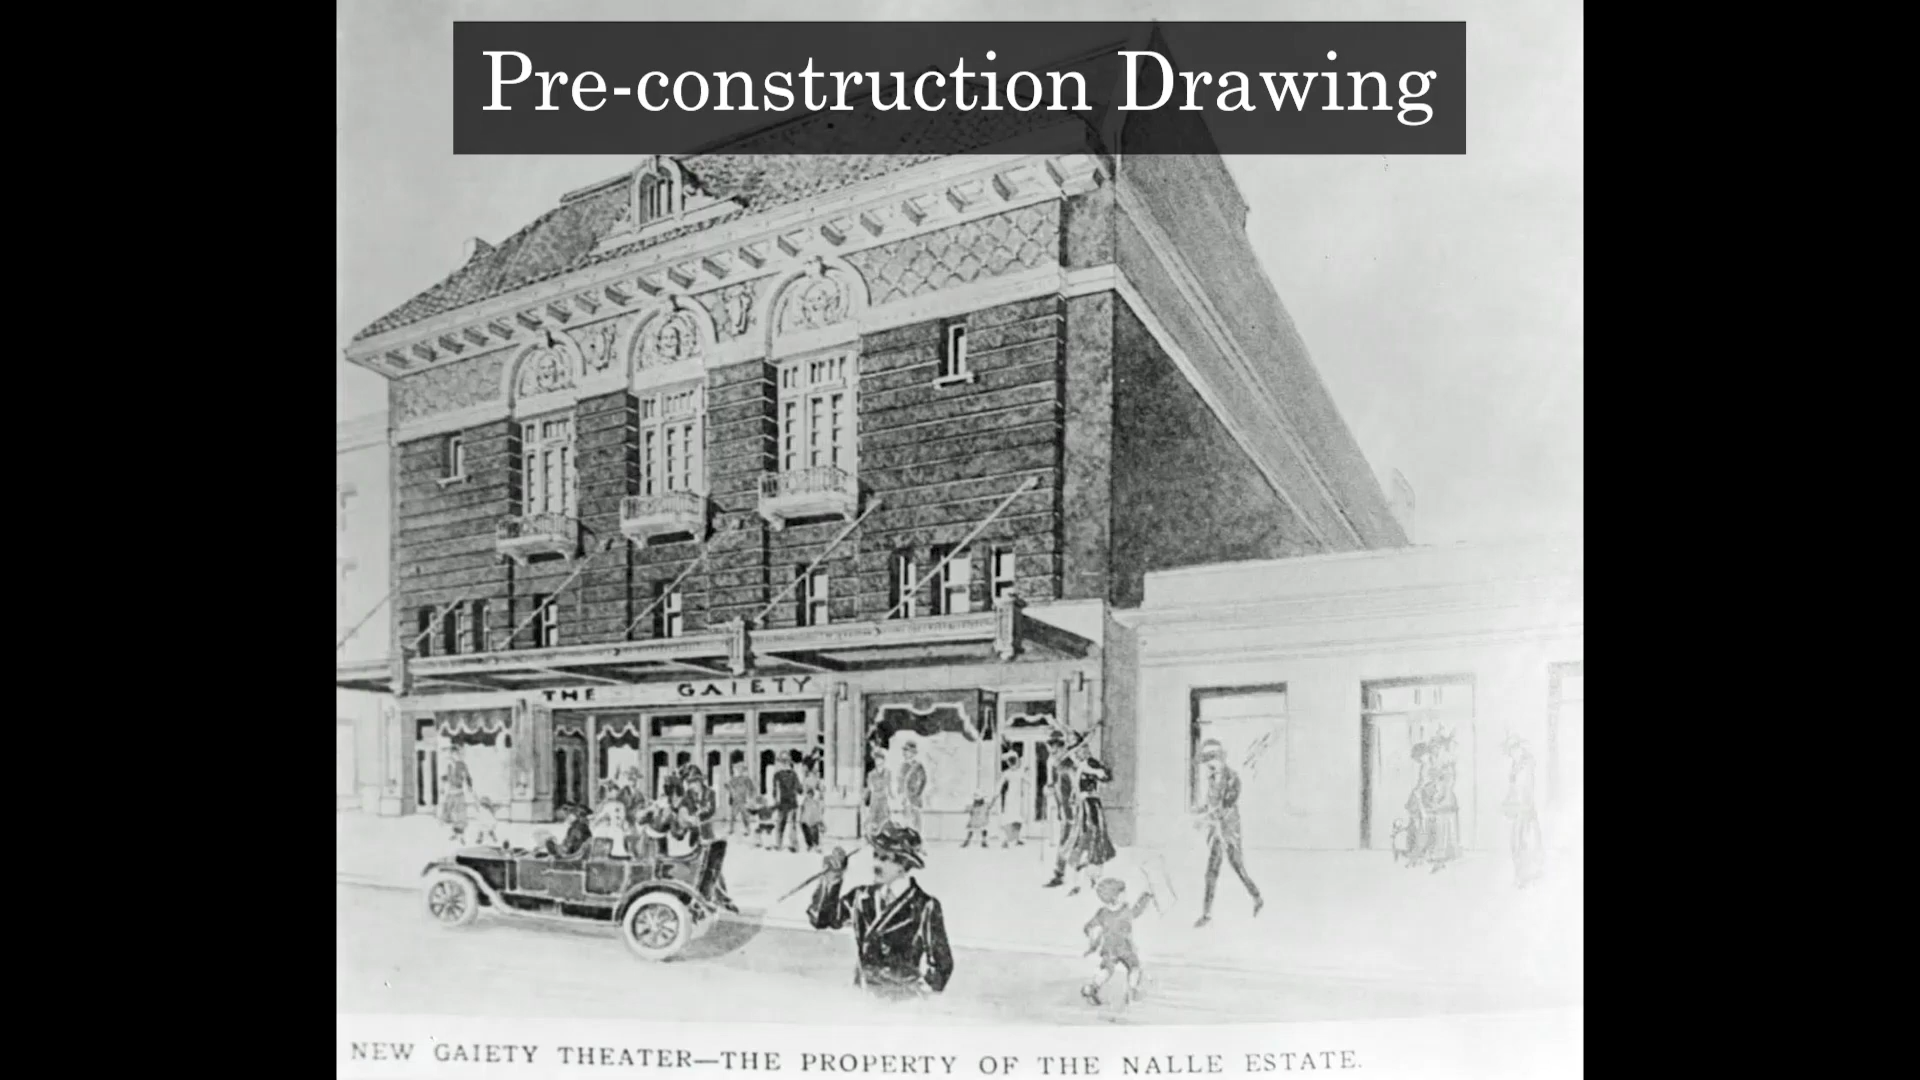 Pre-construction Drawing
THE GAIETY
NEW GAIETY THEATER—THE PROPERTY OF THE NALLE ESTATE.